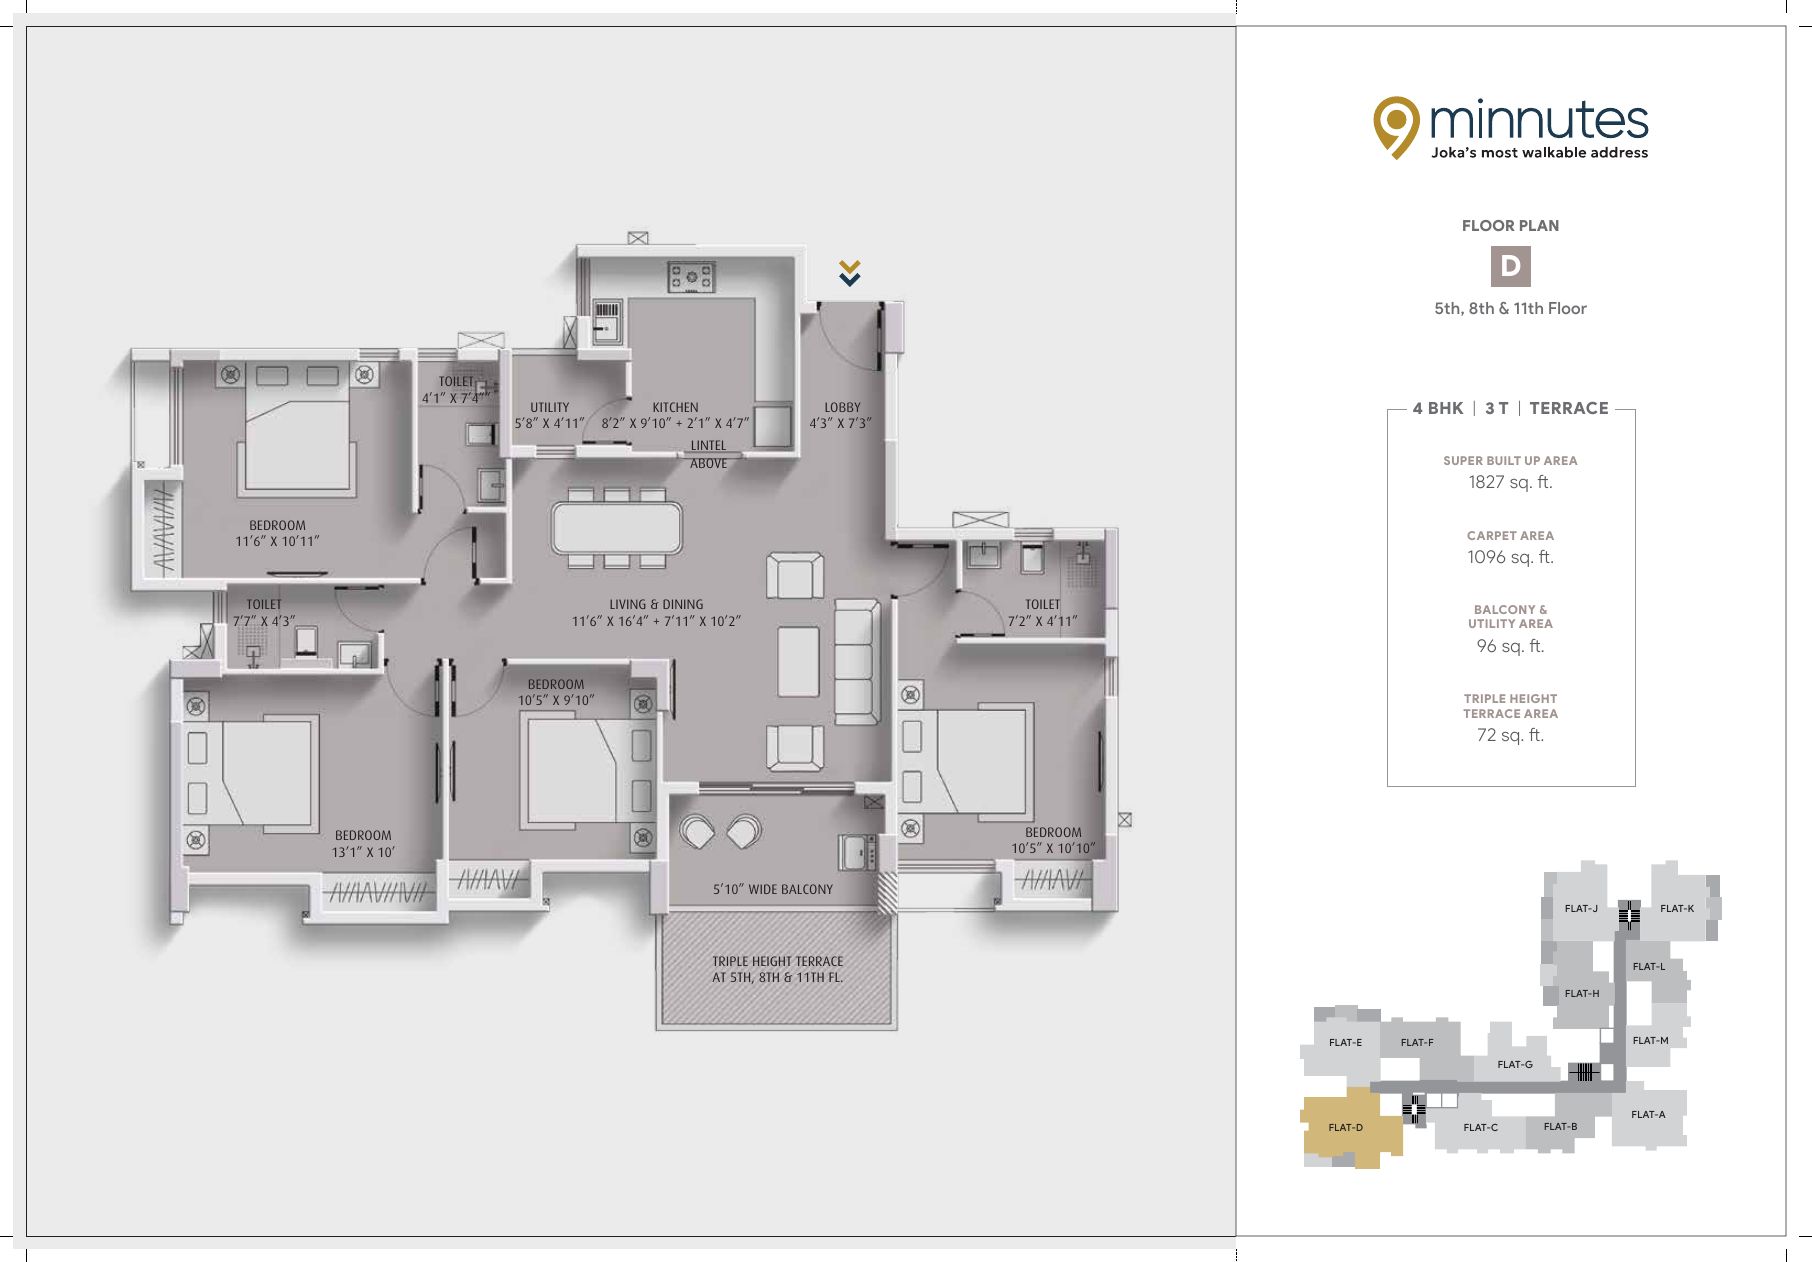 TOILET
4'1" X 7'4"
UTILITY
5'8" X 4'11"
KITCHEN
8'2" X 9'10" + 2'1" X 4'7"
LINTEL
ABOVE
LOBBY
4'3" X 7'3"
BEDROOM
11'6" X 10'11"
TOILET
7'7" X 4'3"
LIVING & DINING
11'6" X 16'4" + 7'11" X 10'2"
TOILET
7'2" X 4'11"
BEDROOM
10'5" X 9'10"
BEDROOM
13'1" X 10'
BEDROOM
10'5" X 10'10"
5'10" WIDE BALCONY
TRIPLE HEIGHT TERRACE
AT 5TH, 8TH & 11TH FL.
9 minnutes
Joka's most walkable address
FLOOR PLAN
D
5th, 8th & 11th Floor
4 BHK | 3 T | TERRACE
SUPER BUILT UP AREA
1827 sq. ft.
CARPET AREA
1096 sq. ft.
BALCONY &
UTILITY AREA
96 sq. ft.
TRIPLE HEIGHT
TERRACE AREA
72 sq. ft.
FLAT-J
FLAT-K
FLAT-L
FLAT-H
FLAT-E
FLAT-F
FLAT-M
FLAT-G
FLAT-A
FLAT-D
FLAT-C
FLAT-B